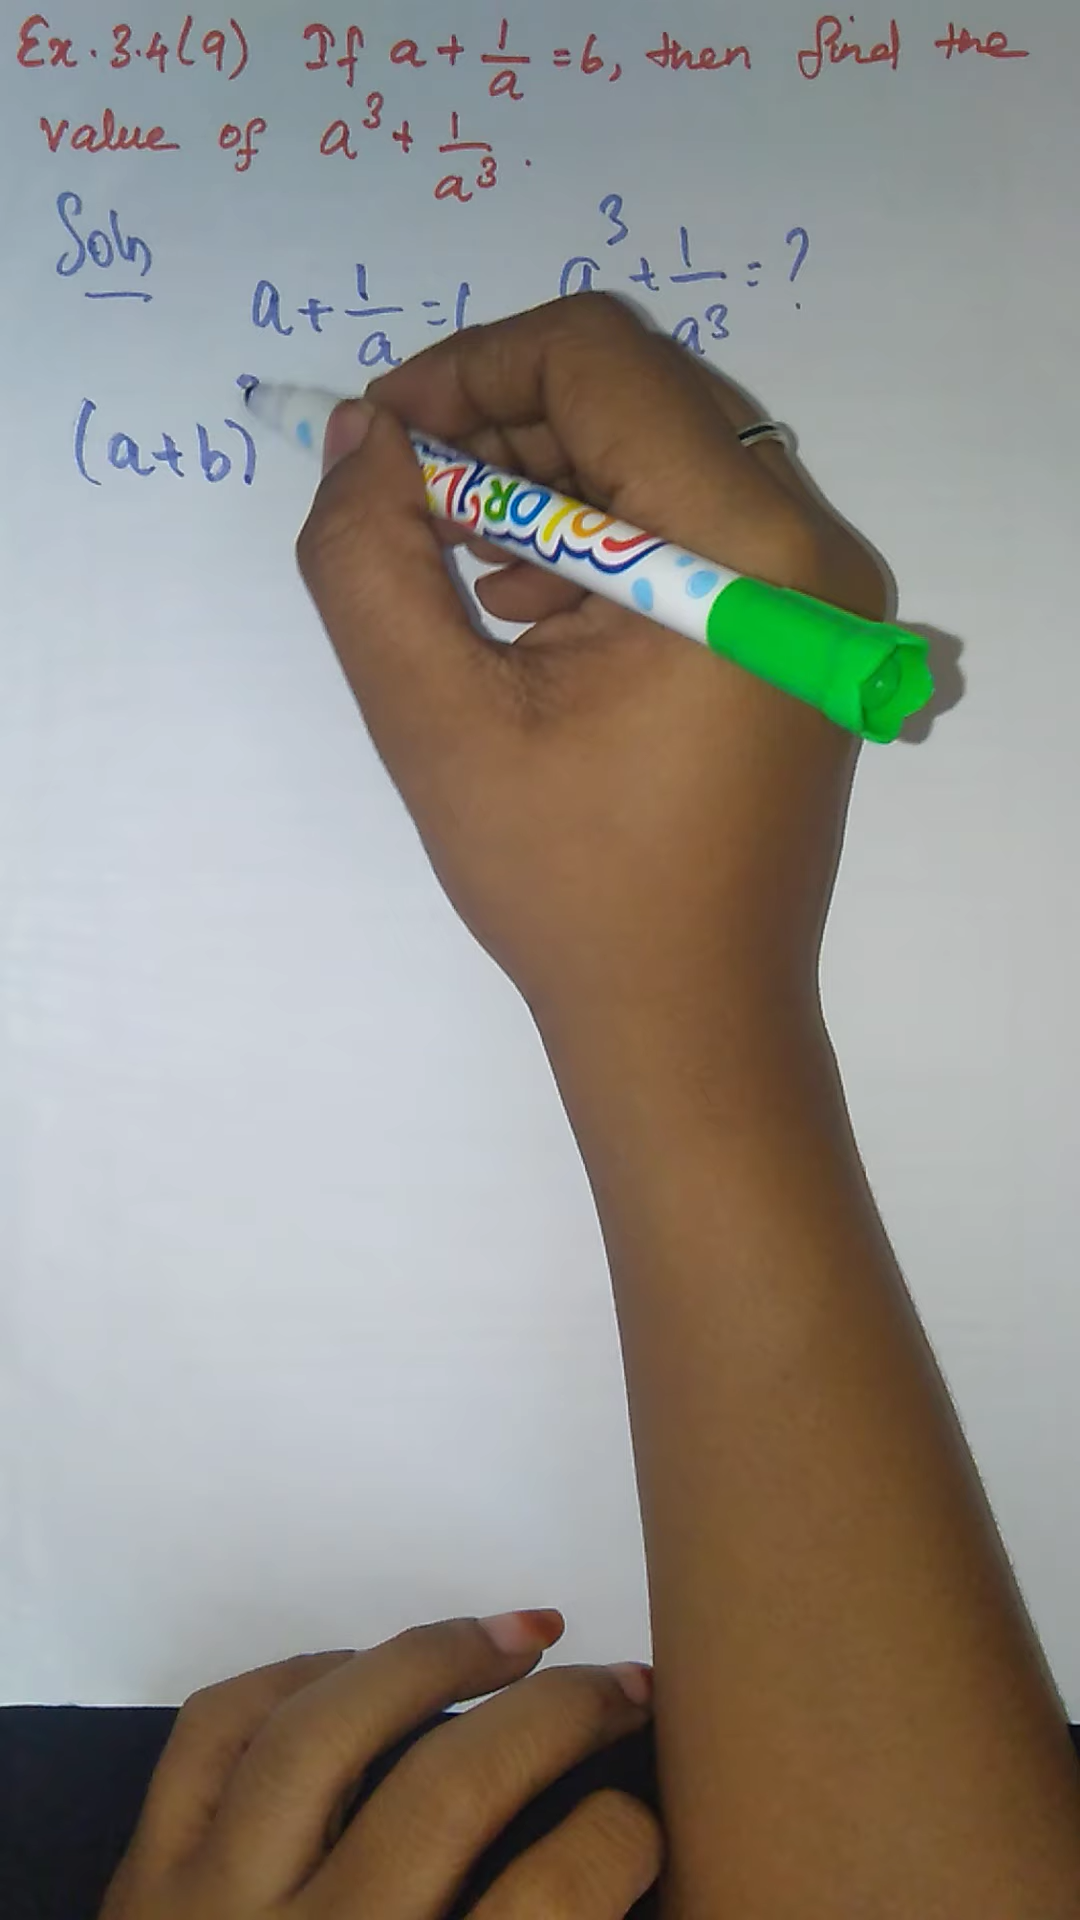 Ex.3.4(9) If a + 1/a = 6, then find the
value of a³ + 1/a³.
Soln
a + 1/a =
a³ + 1/a³ = ?
(a+b)